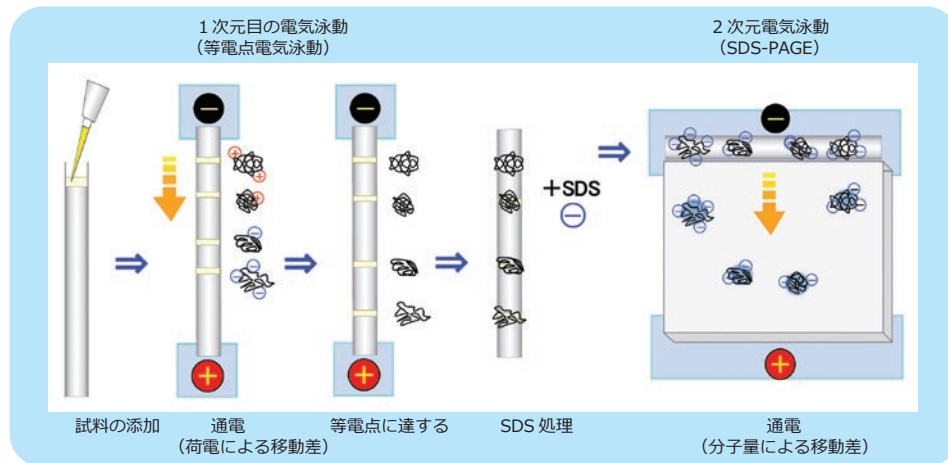 1次元目の電気泳動
(等電点電気泳動)
2次元電気泳動
(SDS-PAGE)
+SDS
試料の添加
通電
(荷電による移動差)
等電点に達する
SDS 処理
通電
(分子量による移動差)